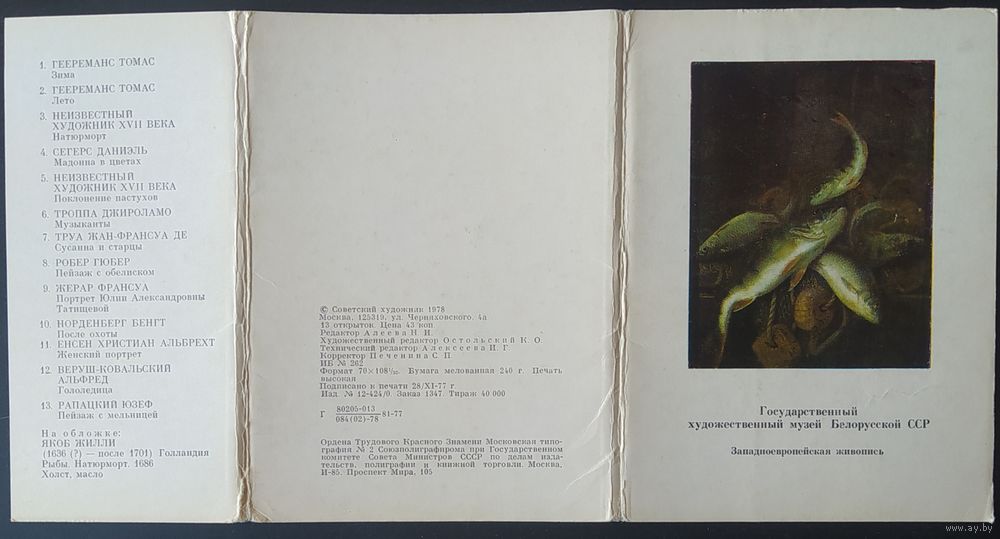 1. ГЕЕРЕМАНС ТОМАС
Зима
2. ГЕЕРЕМАНС ТОМАС
Лето
3. НЕИЗВЕСТНЫЙ
ХУДОЖНИК XVII ВЕКА
Натюрморт
4. СЕГЕРС ДАНИЭЛЬ
Мадонна в цветах
5. НЕИЗВЕСТНЫЙ
ХУДОЖНИК XVII ВЕКА
Поклонение пастухов
6. ТРОППА ДЖИРОЛАМО
Музыканты
7. ТРУА ЖАН-ФРАНСУА ДЕ
Сусанна и старцы
8. РОБЕР ГЮБЕР
Пейзаж с обелиском
9. ЖЕРАР ФРАНСУА
Портрет Юлии Александровны
Татищевой
10. НОРДЕНБЕРГ БЕНГТ
После охоты
11. ЕНСЕН ХРИСТИАН АЛЬБРЕХТ
Женский портрет
12. ВЕРУШ-КОВАЛЬСКИЙ
АЛЬФРЕД
Гололедица
13. РАПАЦКИЙ ЮЗЕФ
Пейзаж с мельницей
На обложке:
ЯКОБ ЖИЛЛИ
(1636 (?) — после 1701) Голландия
Рыбы. Натюрморт. 1686
Холст, масло
© Советский художник 1978
Москва, 125319, ул. Черняховского, 4а
13 открыток. Цена 43 коп
Редактор Алеева Н. И.
Художественный редактор Остольский К. О.
Технический редактор Алексеева И. Г.
Корректор Печенина С. П
ИБ № 262
Формат 70×108¹/₃₂. Бумага мелованная 240 г. Печать
высокая
Подписано к печати 28/XI-77 г
Изд. № 12-424/0. Заказ 1347. Тираж 40 000
Г 80205-013
084(02)-78 81-77
Ордена Трудового Красного Знамени Московская типо-
графия № 2 Союзполиграфпрома при Государственном
комитете Совета Министров СССР по делам изда-
тельств, полиграфии и книжной торговли. Москва,
И-85. Проспект Мира, 105
Государственный
художественный музей Белорусской ССР
Западноевропейская живопись
www.ay.by